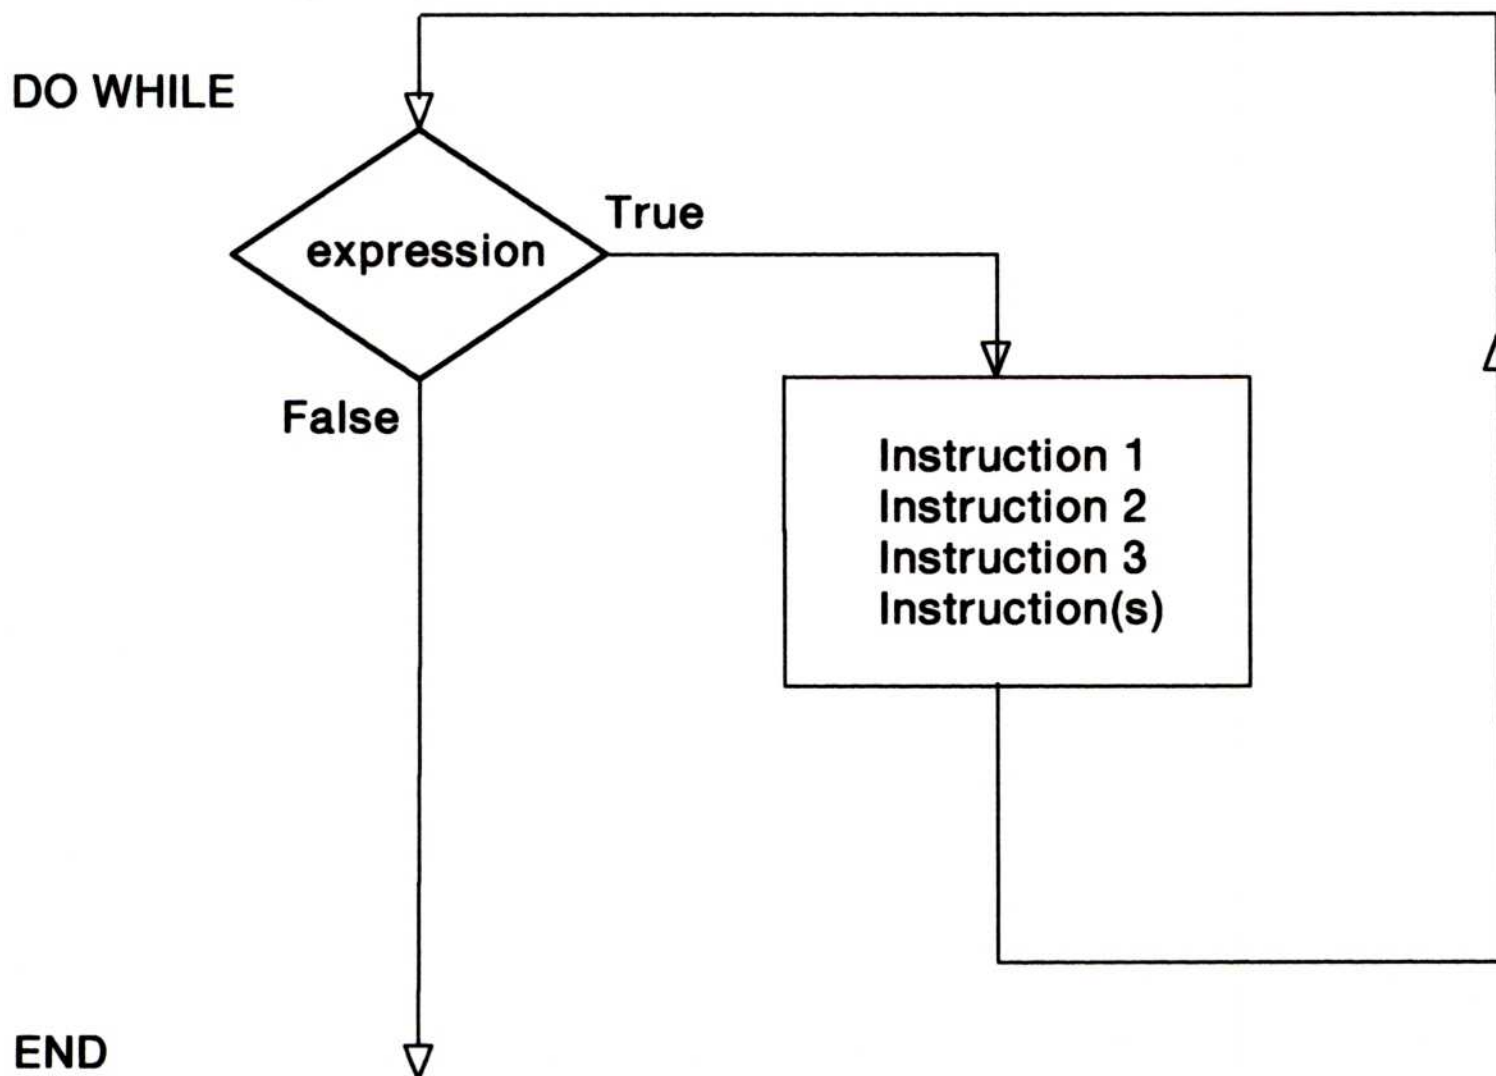 DO WHILE
True
expression
False
Instruction 1
Instruction 2
Instruction 3
Instruction(s)
END